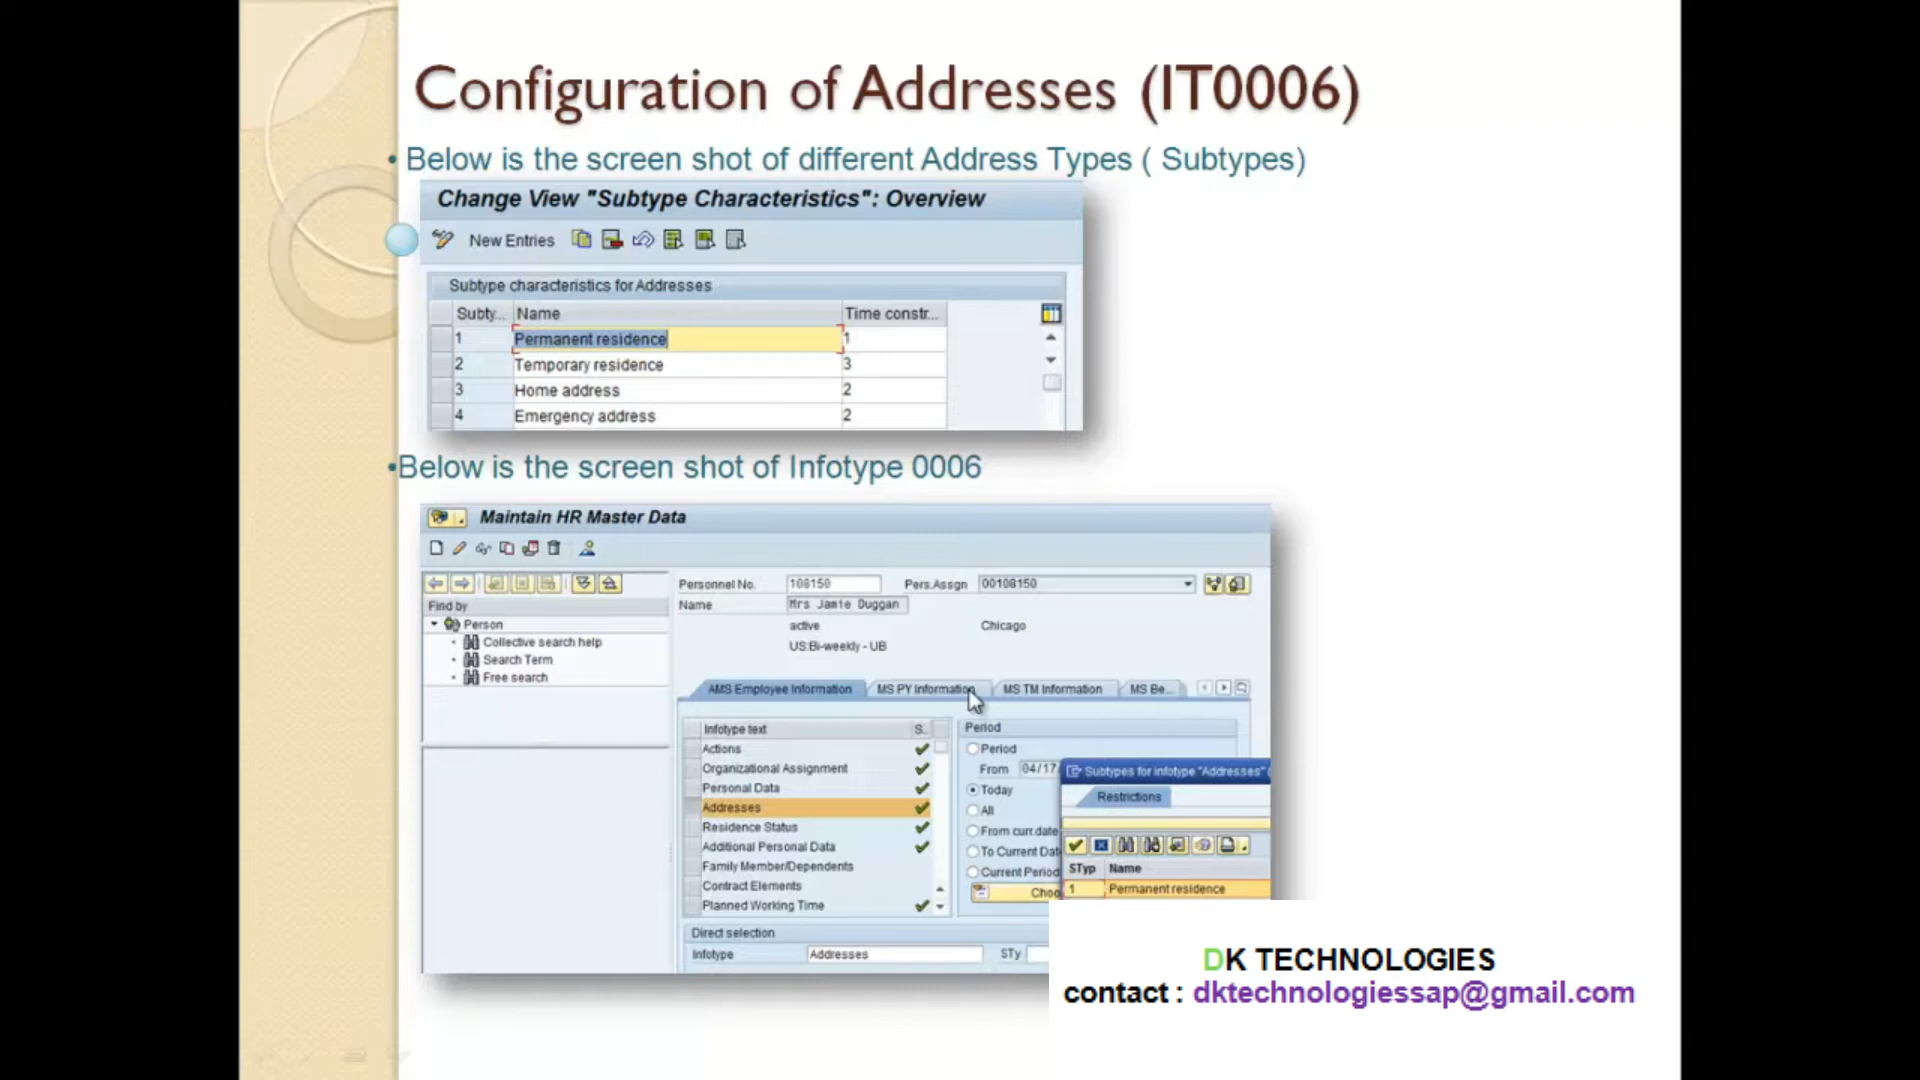 Configuration of Addresses (IT0006)
• Below is the screen shot of different Address Types ( Subtypes)
Change View "Subtype Characteristics": Overview
New Entries
Subtype characteristics for Addresses
Subty... Name Time constr...
1 Permanent residence 1
2 Temporary residence 3
3 Home address 2
4 Emergency address 2
•Below is the screen shot of Infotype 0006
Maintain HR Master Data
Personnel No. 108150 Pers.Assgn 00108150
Name Mrs Jamie Duggan
active Chicago
US:Bi-weekly - UB
Find by
Person
Collective search help
Search Term
Free search
AMS Employee Information MS PY Information MS TM Information MS Be...
Infotype text S..
Actions
Organizational Assignment
Personal Data
Addresses
Residence Status
Additional Personal Data
Family Member/Dependents
Contract Elements
Planned Working Time
Period
Period
From 04/17
Today
All
From curr.date
To Current Dat
Current Period
Choo
Subtypes for infotype "Addresses" (
Restrictions
STyp Name
1 Permanent residence
Direct selection
Infotype Addresses STy
DK TECHNOLOGIES
contact : dktechnologiessap@gmail.com